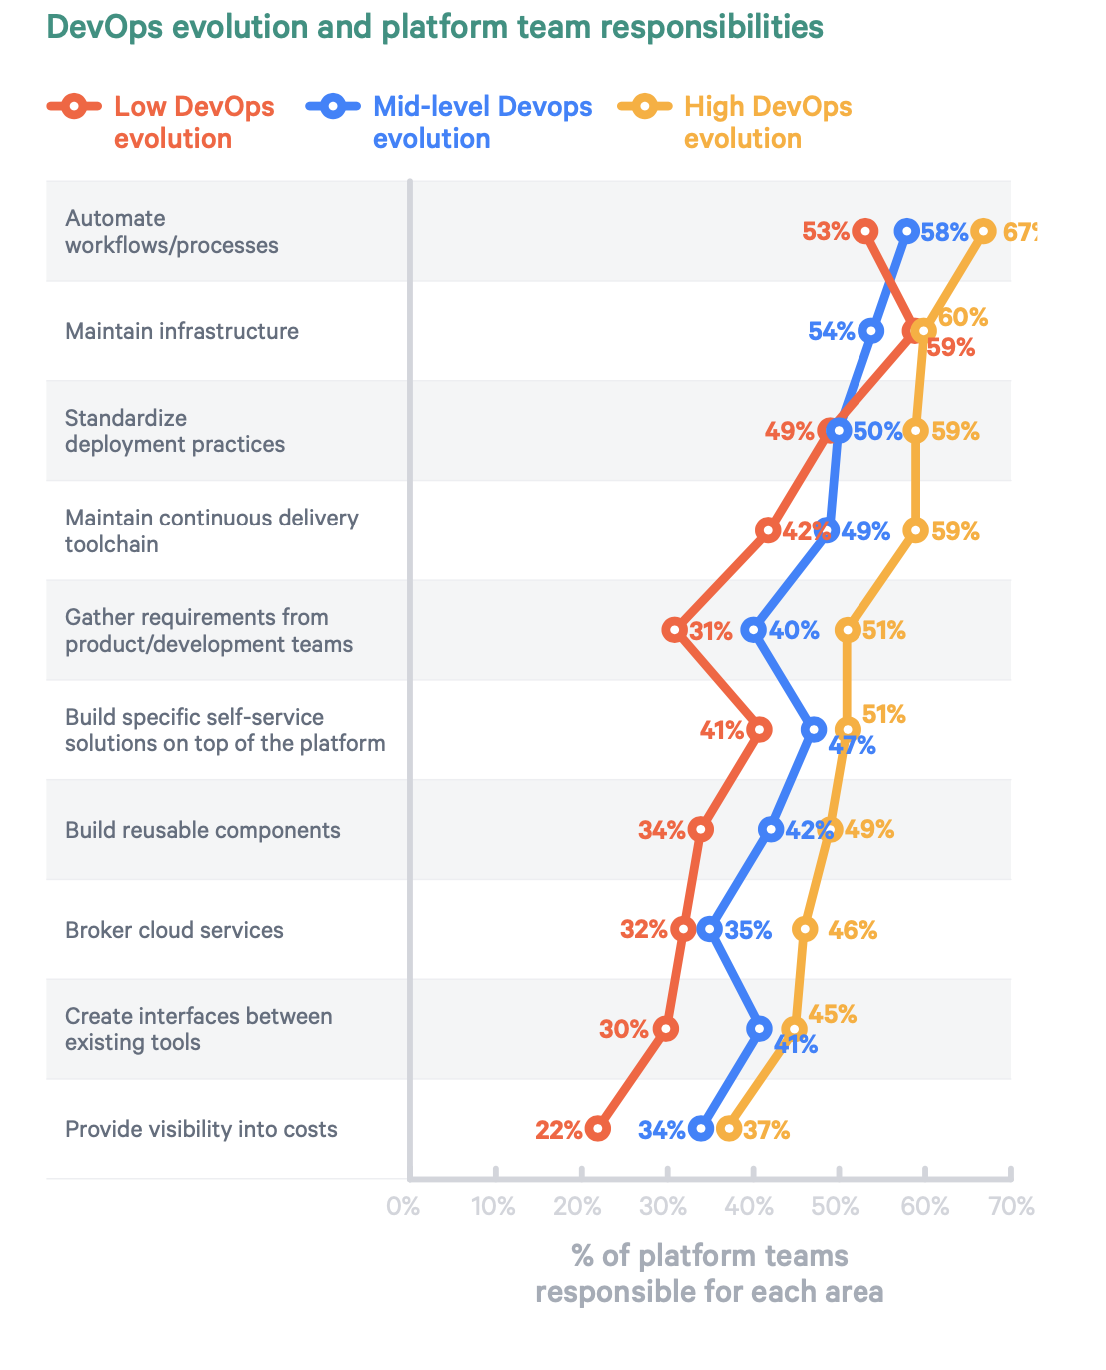 DevOps evolution and platform team responsibilities
Low DevOps
evolution
Mid-level Devops
evolution
High DevOps
evolution
Automate
workflows/processes
53%
58%
67%
Maintain infrastructure
54%
60%
59%
Standardize
deployment practices
49%
50%
59%
Maintain continuous delivery
toolchain
42%
49%
59%
Gather requirements from
product/development teams
31%
40%
51%
Build specific self-service
solutions on top of the platform
41%
51%
47%
Build reusable components
34%
42%
49%
Broker cloud services
32%
35%
46%
Create interfaces between
existing tools
30%
45%
41%
Provide visibility into costs
22%
34%
37%
0% 10% 20% 30% 40% 50% 60% 70%
% of platform teams
responsible for each area